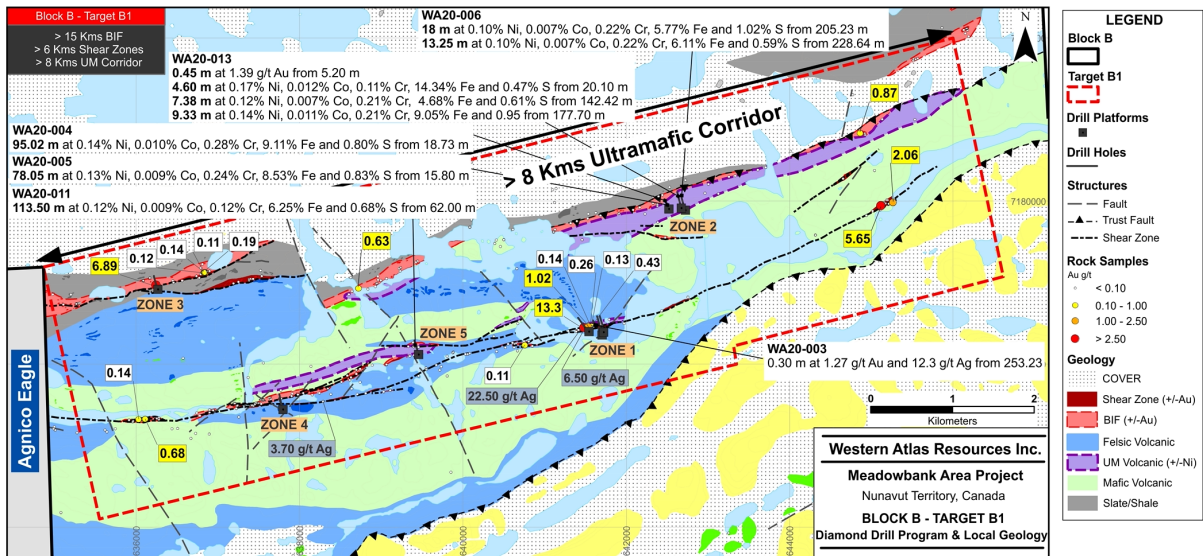 Block B - Target B1
> 15 Kms BIF
> 6 Kms Shear Zones
> 8 Kms UM Corridor
WA20-006
18 m at 0.10% Ni, 0.007% Co, 0.22% Cr, 5.77% Fe and 1.02% S from 205.23 m
13.25 m at 0.10% Ni, 0.007% Co, 0.22% Cr, 6.11% Fe and 0.59% S from 228.64 m
WA20-013
0.45 m at 1.39 g/t Au from 5.20 m
4.60 m at 0.17% Ni, 0.012% Co, 0.11% Cr, 14.34% Fe and 0.47% S from 20.10 m
7.38 m at 0.12% Ni, 0.007% Co, 0.21% Cr, 4.68% Fe and 0.61% S from 142.42 m
9.33 m at 0.14% Ni, 0.011% Co, 0.21% Cr, 9.05% Fe and 0.95 from 177.70 m
WA20-004
95.02 m at 0.14% Ni, 0.010% Co, 0.28% Cr, 9.11% Fe and 0.80% S from 18.73 m
WA20-005
78.05 m at 0.13% Ni, 0.009% Co, 0.24% Cr, 8.53% Fe and 0.83% S from 15.80 m
WA20-011
113.50 m at 0.12% Ni, 0.009% Co, 0.12% Cr, 6.25% Fe and 0.68% S from 62.00 m
> 8 Kms Ultramafic Corridor
N
0.87
2.06
7180000
5.65
ZONE 2
6.89
0.12
0.14
0.11
0.19
0.63
ZONE 3
0.14
0.26
0.13
0.43
1.02
13.3
ZONE 5
ZONE 1
WA20-003
0.30 m at 1.27 g/t Au and 12.3 g/t Ag from 253.23 m
0.14
0.11
6.50 g/t Ag
22.50 g/t Ag
ZONE 4
3.70 g/t Ag
0.68
Agnico Eagle
0 1 2
Kilometers
638000
640000
642000
644000
Western Atlas Resources Inc.
Meadowbank Area Project
Nunavut Territory, Canada
BLOCK B - TARGET B1
Diamond Drill Program & Local Geology
LEGEND
Block B
Target B1
Drill Platforms
Drill Holes
Structures
Fault
Trust Fault
Shear Zone
Rock Samples
Au g/t
< 0.10
0.10 - 1.00
1.00 - 2.50
> 2.50
Geology
COVER
Shear Zone (+/-Au)
BIF (+/-Au)
Felsic Volcanic
UM Volcanic (+/-Ni)
Mafic Volcanic
Slate/Shale